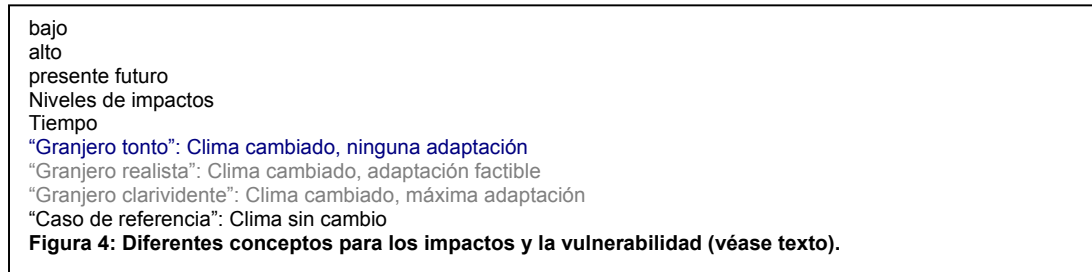 bajo
alto
presente futuro
Niveles de impactos
Tiempo
“Granjero tonto”: Clima cambiado, ninguna adaptación
“Granjero realista”: Clima cambiado, adaptación factible
“Granjero clarividente”: Clima cambiado, máxima adaptación
“Caso de referencia”: Clima sin cambio
Figura 4: Diferentes conceptos para los impactos y la vulnerabilidad (véase texto).